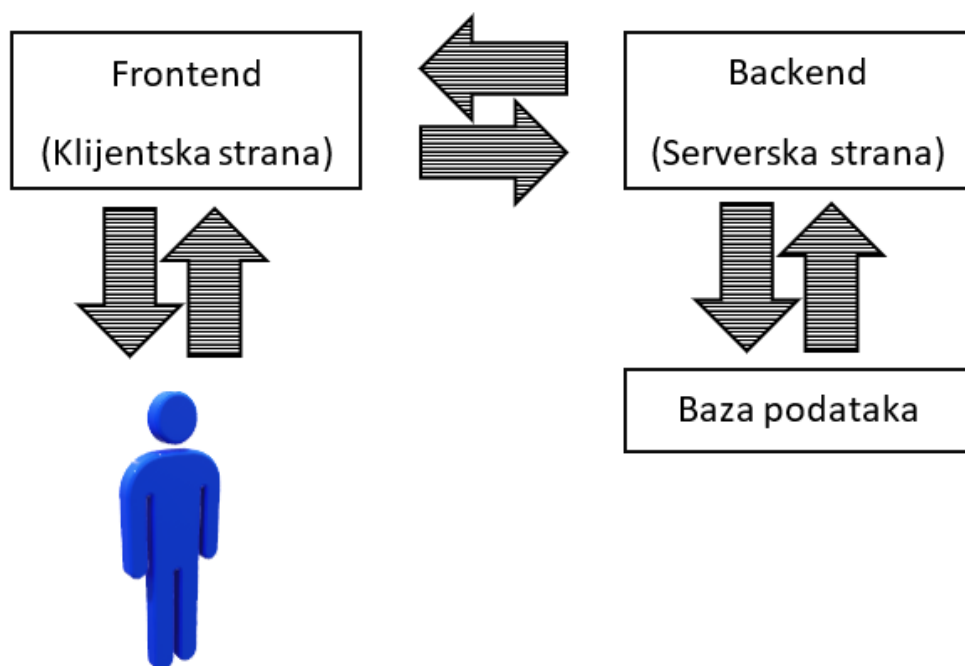 Frontend
(Klijentska strana)
Backend
(Serverska strana)
Baza podataka